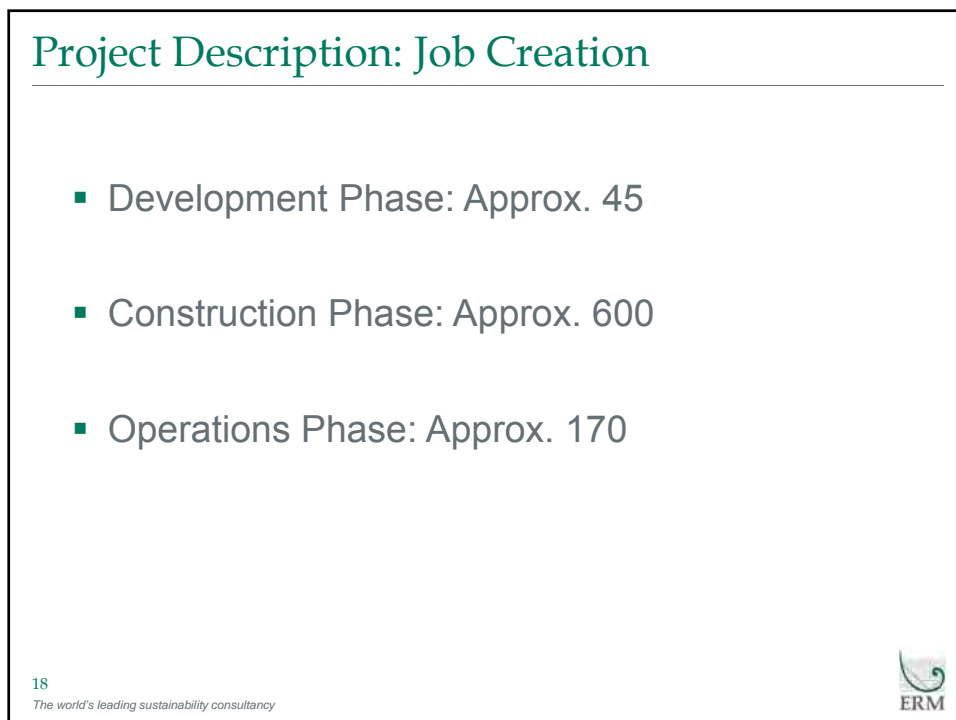 Project Description: Job Creation
▪ Development Phase: Approx. 45
▪ Construction Phase: Approx. 600
▪ Operations Phase: Approx. 170
18
The world's leading sustainability consultancy
ERM